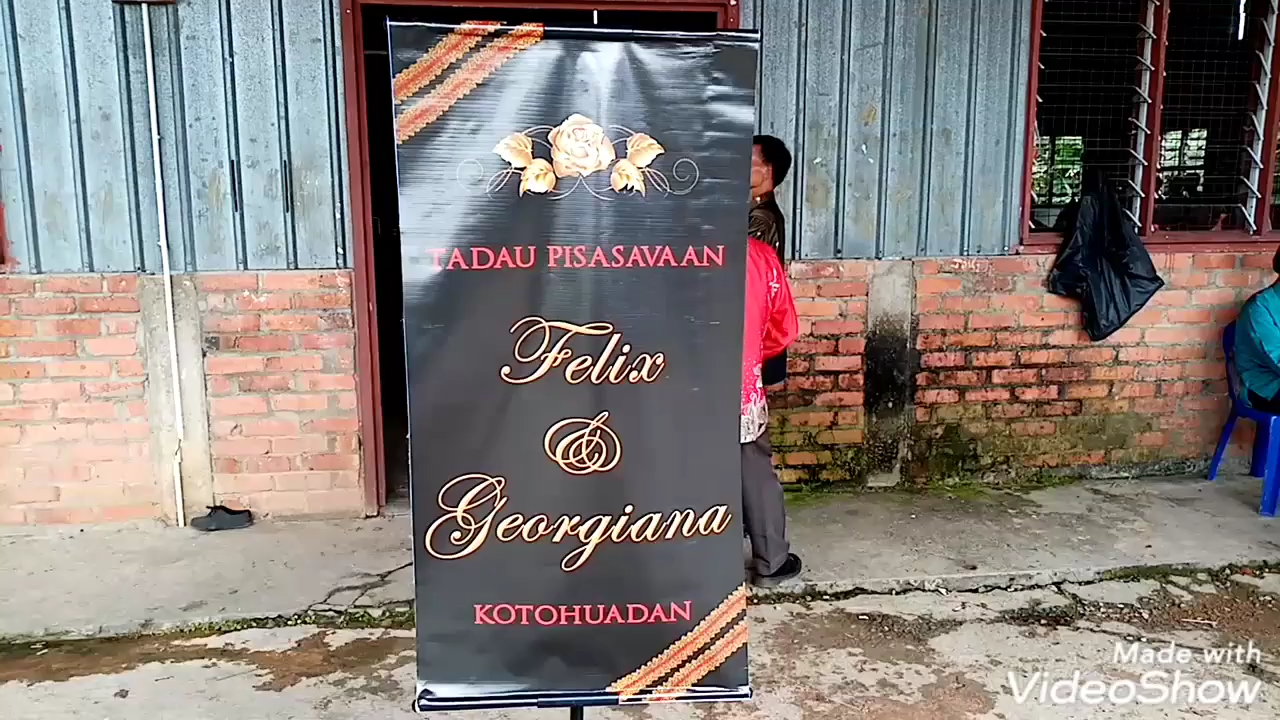 TADAU PISASAVAAN
Felix
&
Georgiana
KOTOHUADAN
Made with
VideoShow